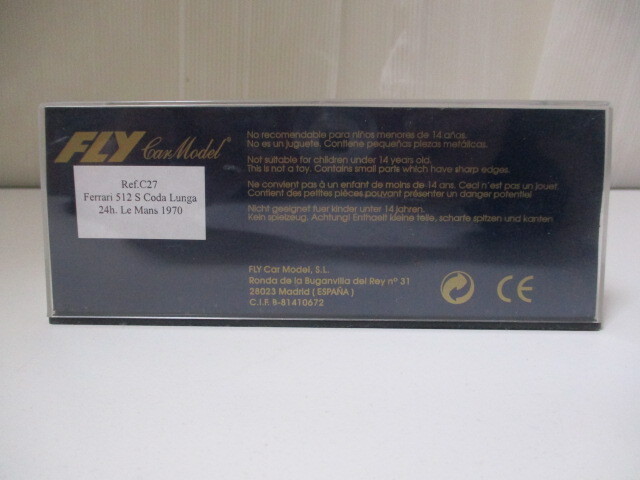 FLY Car Model
Ref.C27
Ferrari 512 S Coda Lunga
24h. Le Mans 1970
No recomendable para niños menores de 14 años.
No es un juguete. Contiene pequeñas piezas metálicas.
Not suitable for children under 14 years old.
This is not a toy. Contains small parts which have sharp edges.
Ne convient pas à un enfant de moins de 14 ans. Ceci n'est pas un jouet.
Contient des petites pièces pouvant présenter un danger potentiel
Nicht geeignet fuer kinder unter 14 jahren.
Kein spielzeug. Achtung! Enthaelt kleine teile, scharfe spitzen und kanten
FLY Car Model, S.L.
Ronda de la Buganvilla del Rey nº 31
28023 Madrid ( ESPAÑA )
C.I.F. B-81410672
CE